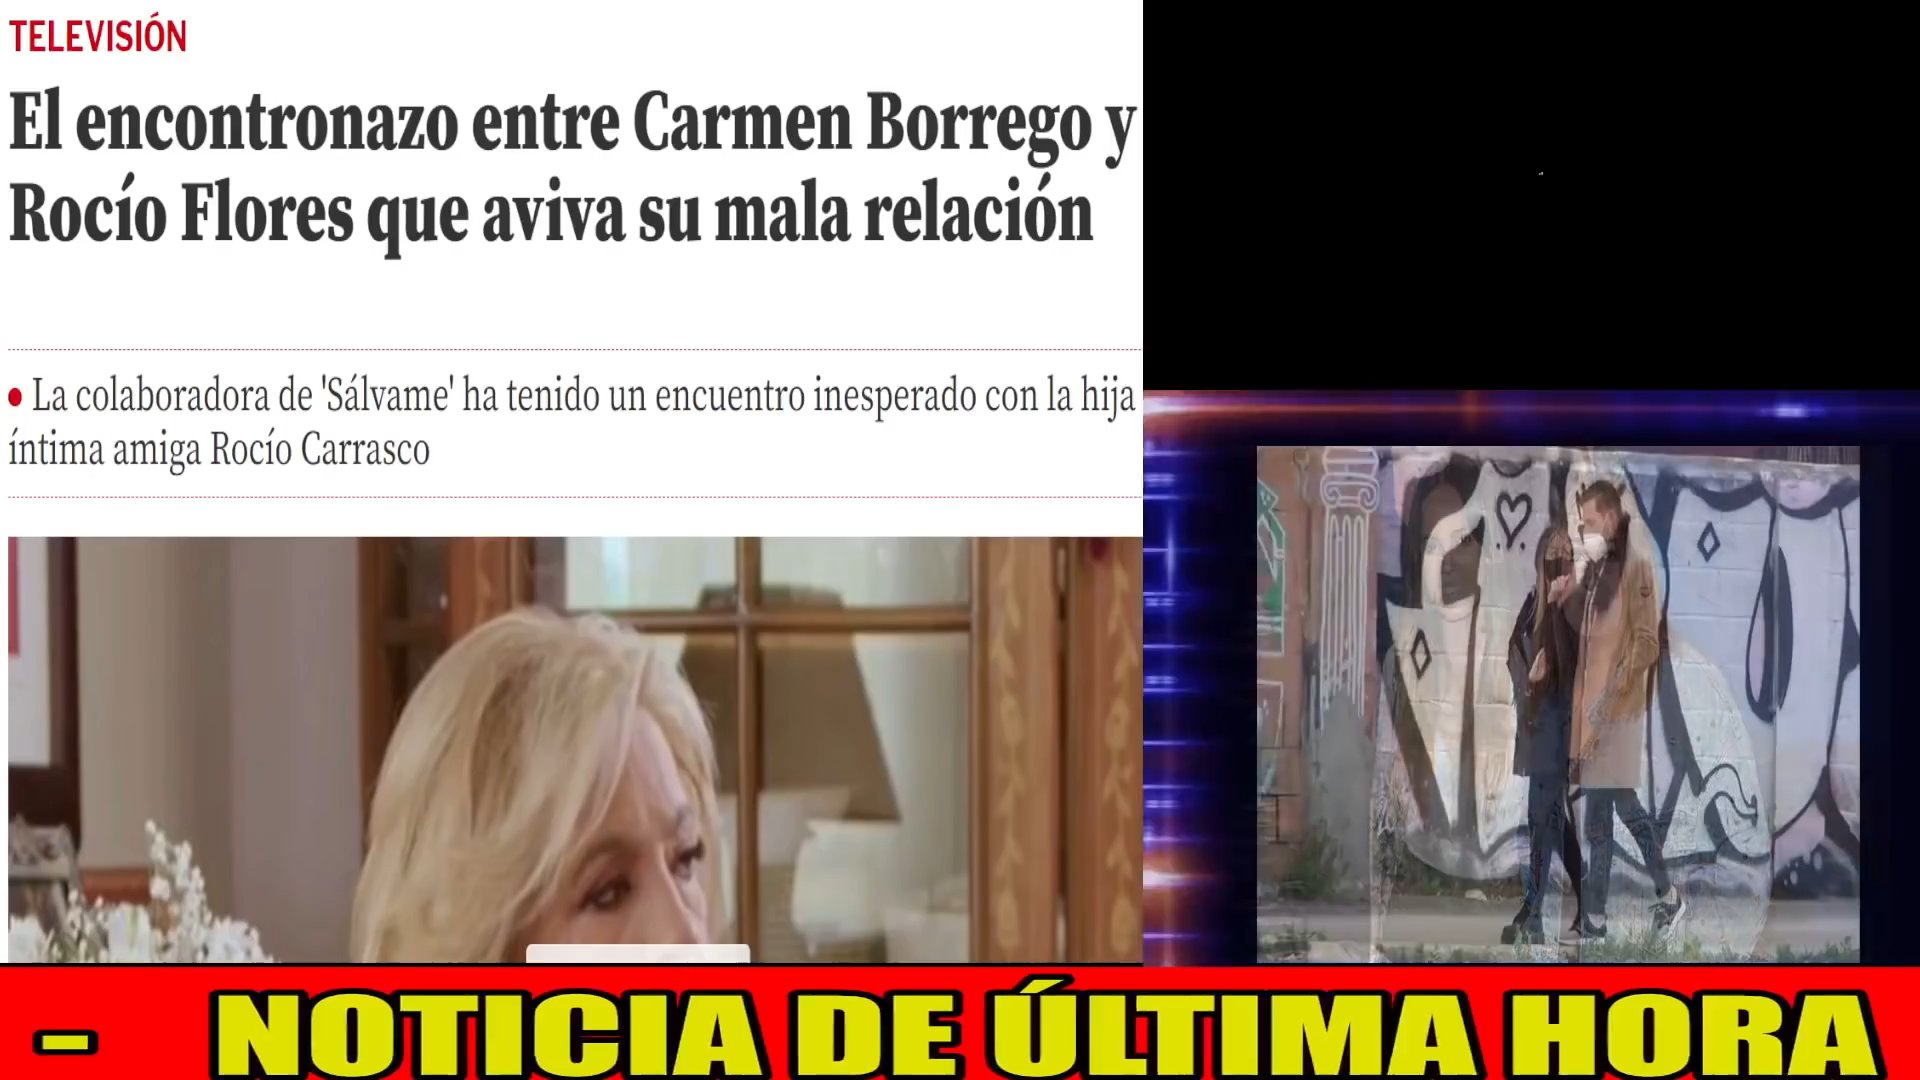 TELEVISIÓN
El encontronazo entre Carmen Borrego y
Rocío Flores que aviva su mala relación
• La colaboradora de 'Sálvame' ha tenido un encuentro inesperado con la hija
íntima amiga Rocío Carrasco
- NOTICIA DE ÚLTIMA HORA